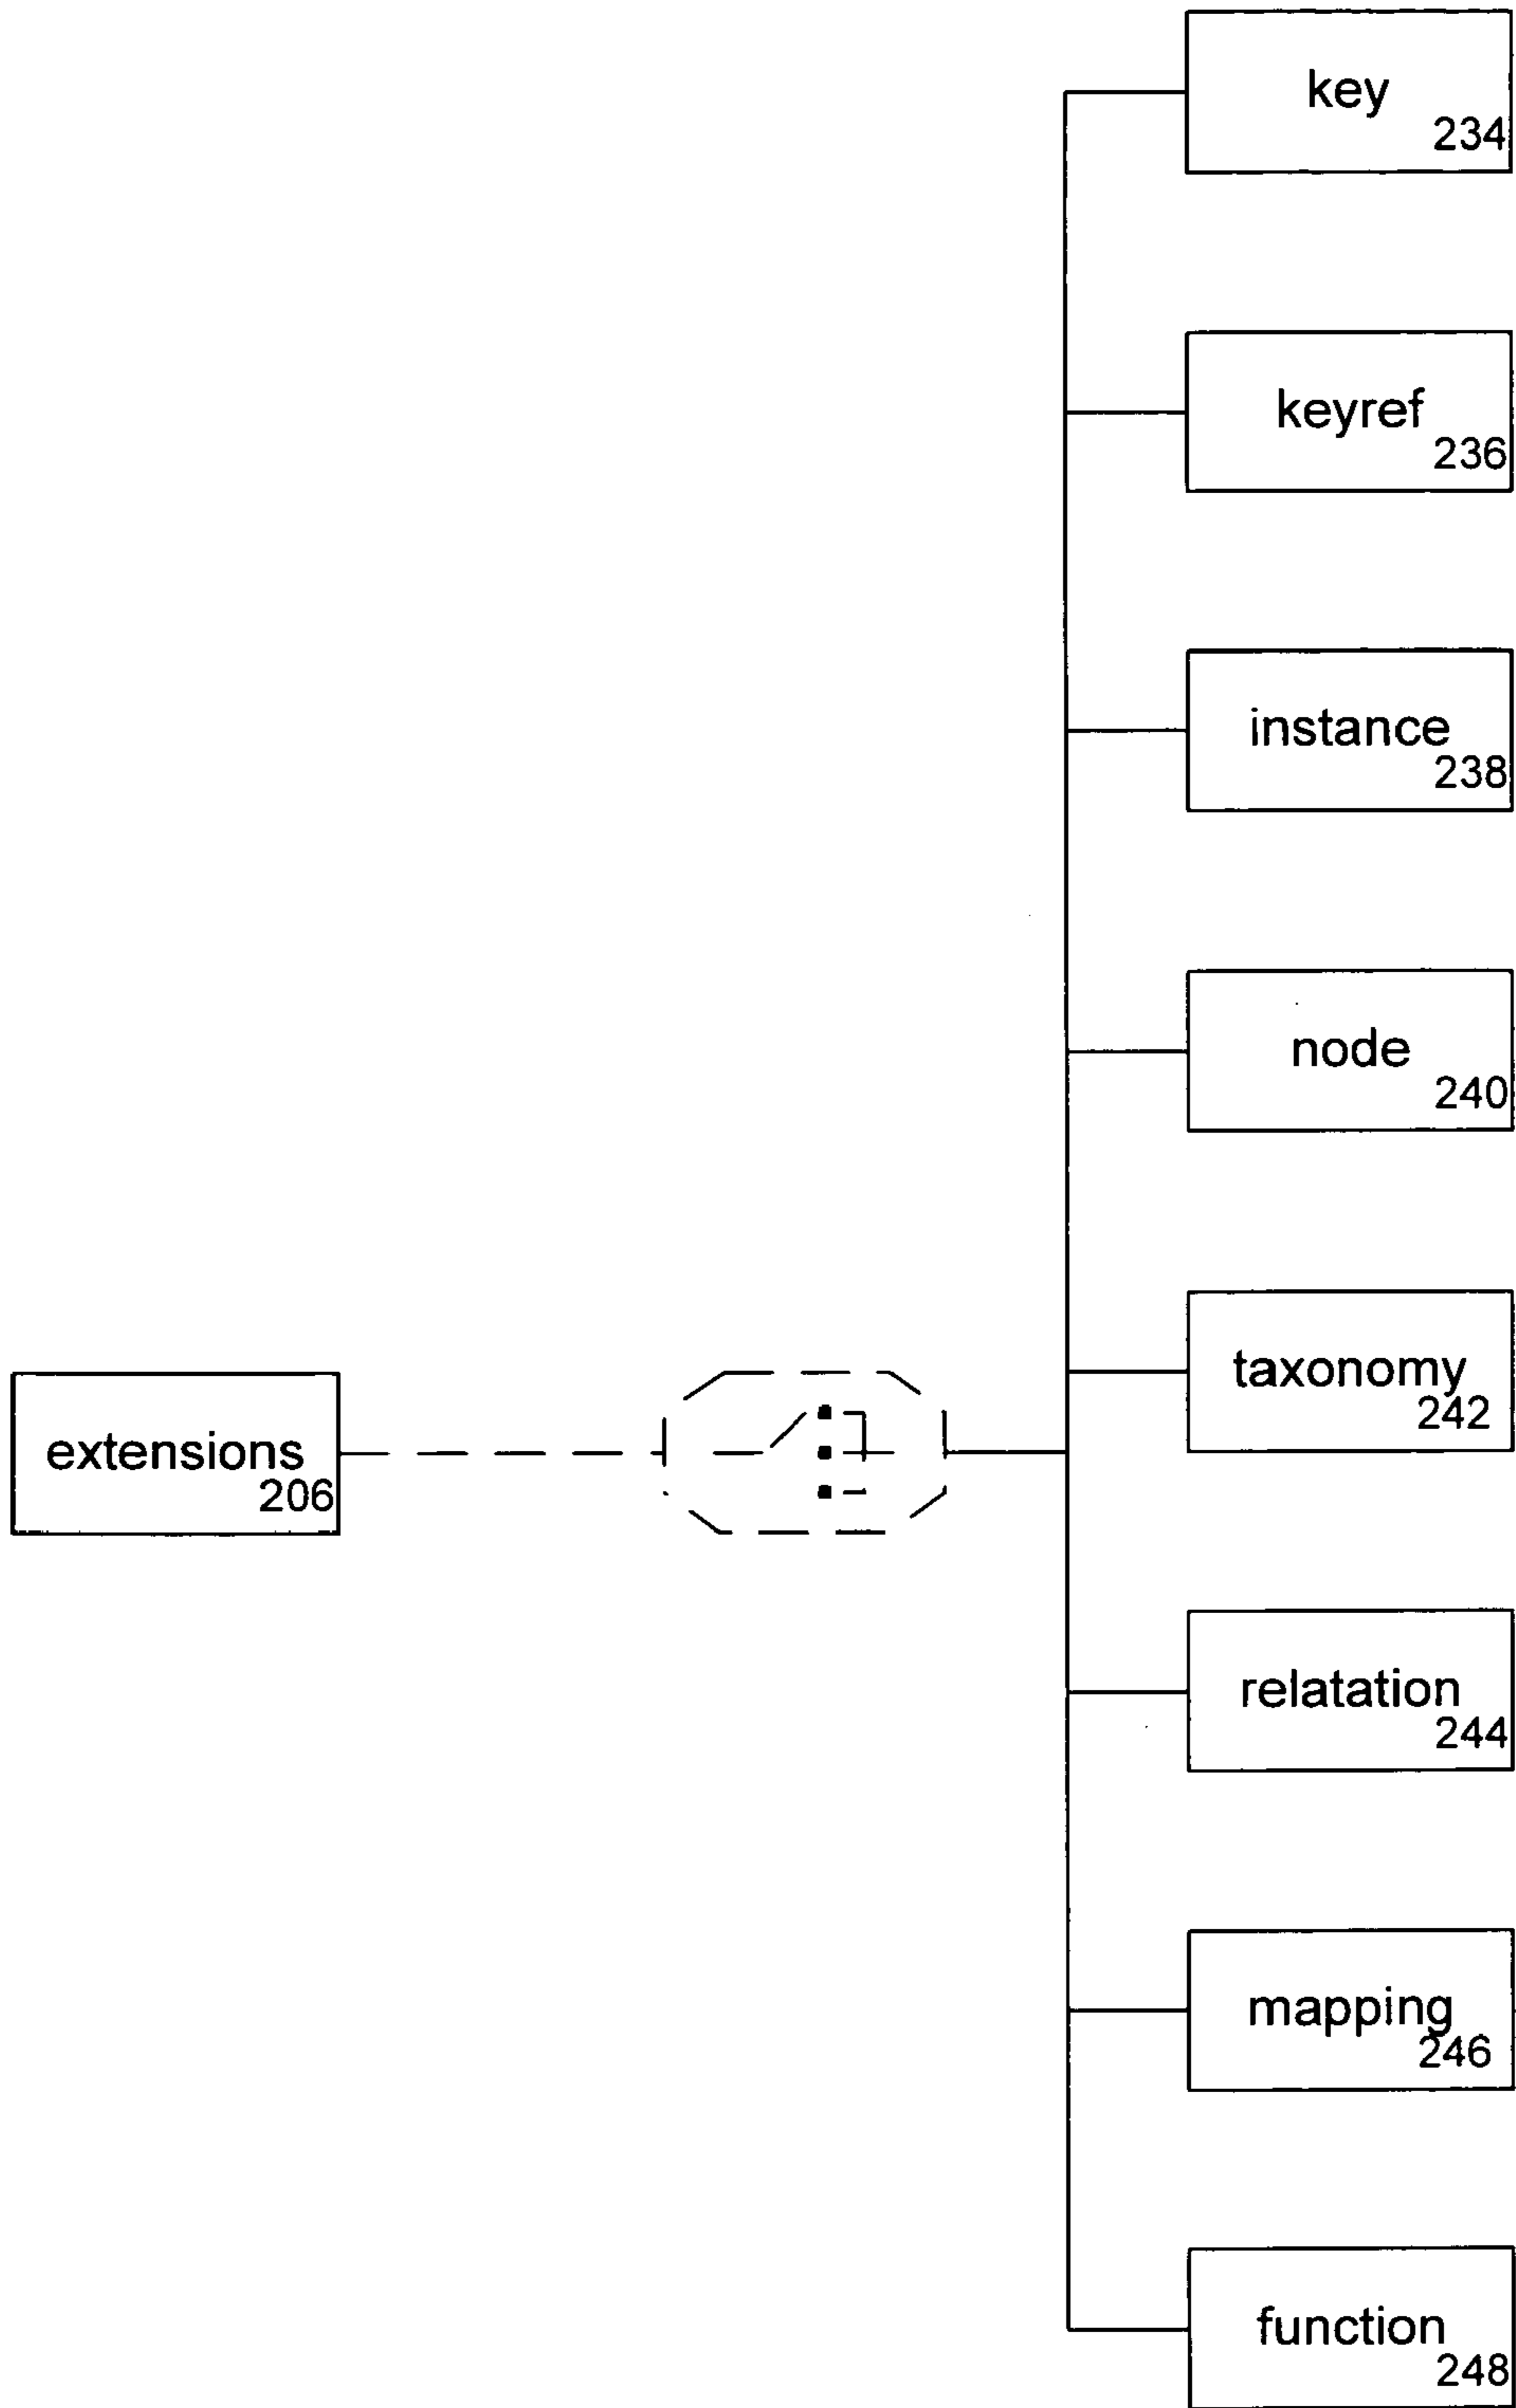 key
234
keyref
236
instance
238
node
240
taxonomy
242
extensions
206
relatation
244
mapping
246
function
248